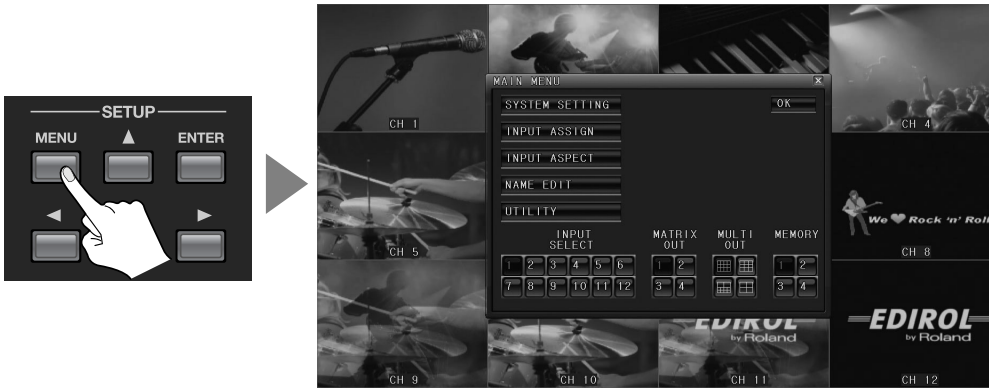 SETUP
MENU ▲ ENTER
◄ ►
CH 1
CH 4
MAIN MENU X
SYSTEM SETTING OK
INPUT ASSIGN
INPUT ASPECT
NAME EDIT
UTILITY
INPUT SELECT
MATRIX OUT
MULTI OUT
MEMORY
1 2 3 4 5 6
7 8 9 10 11 12
1 2
3 4
1 2
3 4
CH 5
We ❤ Rock 'n' Roll
CH 8
CH 9
CH 10
EDIROL
by Roland
CH 11
EDIROL
by Roland
CH 12